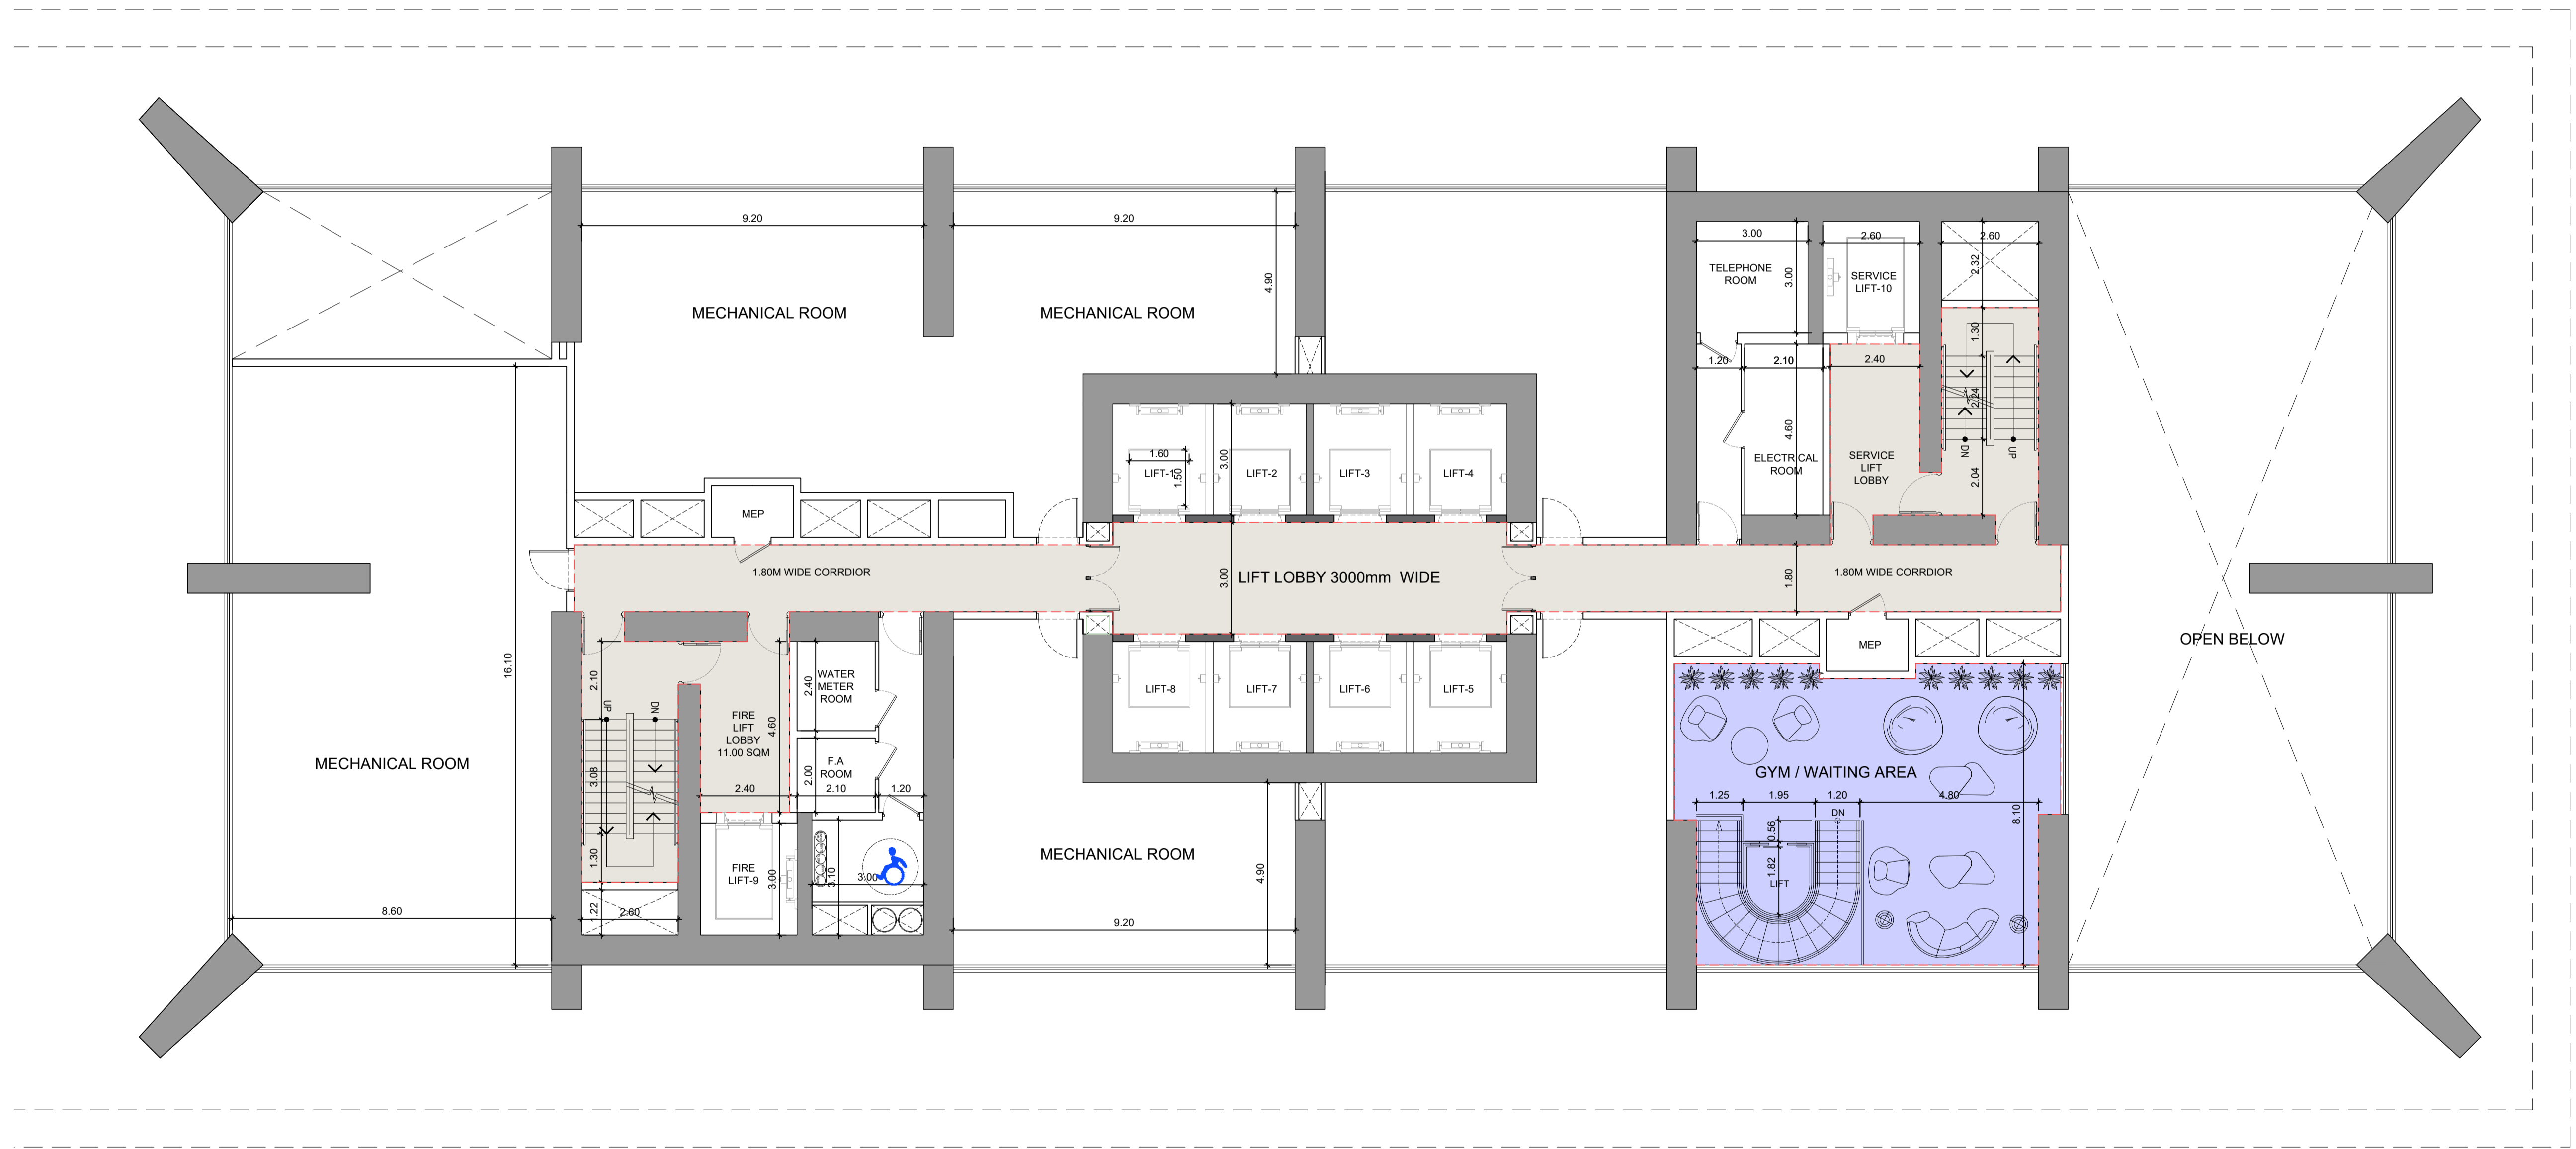 9.20
9.20
4.90
MECHANICAL ROOM
MECHANICAL ROOM
3.00
TELEPHONE
ROOM
3.00
2.60
SERVICE
LIFT-10
2.60
2.32
1.30
2.24
DN
UP
2.04
1.20
2.10
2.40
4.60
ELECTRICAL
ROOM
SERVICE
LIFT
LOBBY
1.60
LIFT-1
1.50
3.00
LIFT-2
LIFT-3
LIFT-4
MEP
1.80M WIDE CORRDIOR
3.00
LIFT LOBBY 3000mm WIDE
1.80
1.80M WIDE CORRDIOR
OPEN BELOW
MEP
16.10
MECHANICAL ROOM
8.60
2.10
UP
DN
3.08
1.30
1.22
2.60
FIRE
LIFT
LOBBY
11.00 SQM
4.60
2.40
WATER
METER
ROOM
2.40
F.A
ROOM
2.00
2.10
1.20
FIRE
LIFT-9
3.00
3.10
3.00
LIFT-8
LIFT-7
LIFT-6
LIFT-5
MECHANICAL ROOM
4.90
9.20
GYM / WAITING AREA
1.25
1.95
1.20
4.80
DN
0.56
1.82
LIFT
8.10